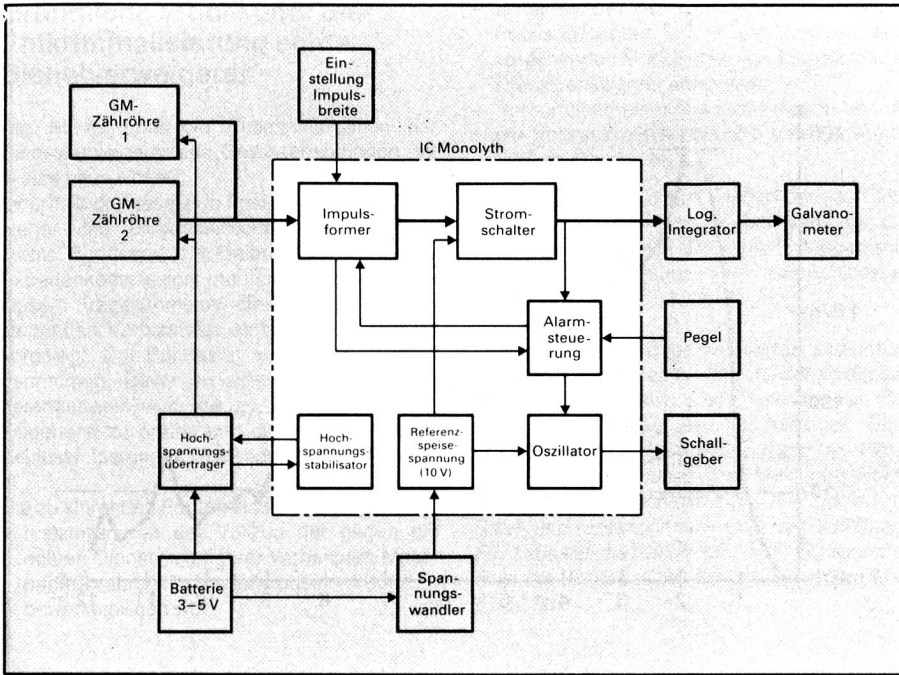 Ein-
stellung
Impuls-
breite
GM-
Zählröhre
1
IC Monolyth
GM-
Zählröhre
2
Impuls-
former
Strom-
schalter
Log.
Integrator
Galvano-
meter
Alarm-
steue-
rung
Pegel
Hoch-
spannungs-
übertrager
Hoch-
spannungs-
stabilisator
Referenz-
speise-
spannung
(10 V)
Oszillator
Schall-
geber
Batterie
3–5 V
Span-
nungs-
wandler